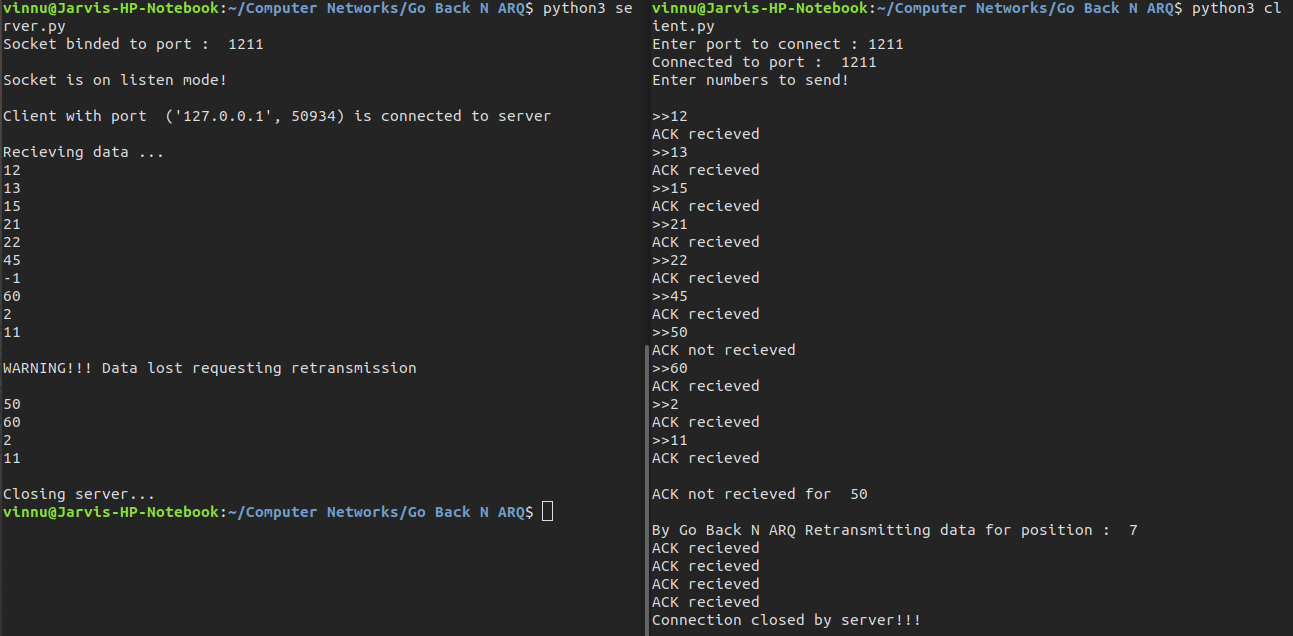 vinnu@Jarvis-HP-Notebook:~/Computer Networks/Go Back N ARQ$ python3 se
rver.py
Socket binded to port :  1211
Socket is on listen mode!
Client with port  ('127.0.0.1', 50934) is connected to server
Recieving data ...
12
13
15
21
22
45
-1
60
2
11
WARNING!!! Data lost requesting retransmission
50
60
2
11
Closing server...
vinnu@Jarvis-HP-Notebook:~/Computer Networks/Go Back N ARQ$
vinnu@Jarvis-HP-Notebook:~/Computer Networks/Go Back N ARQ$ python3 cl
ient.py
Enter port to connect : 1211
Connected to port :  1211
Enter numbers to send!
>>12
ACK recieved
>>13
ACK recieved
>>15
ACK recieved
>>21
ACK recieved
>>22
ACK recieved
>>45
ACK recieved
>>50
ACK not recieved
>>60
ACK recieved
>>2
ACK recieved
>>11
ACK recieved
ACK not recieved for  50
By Go Back N ARQ Retransmitting data for position :  7
ACK recieved
ACK recieved
ACK recieved
ACK recieved
Connection closed by server!!!